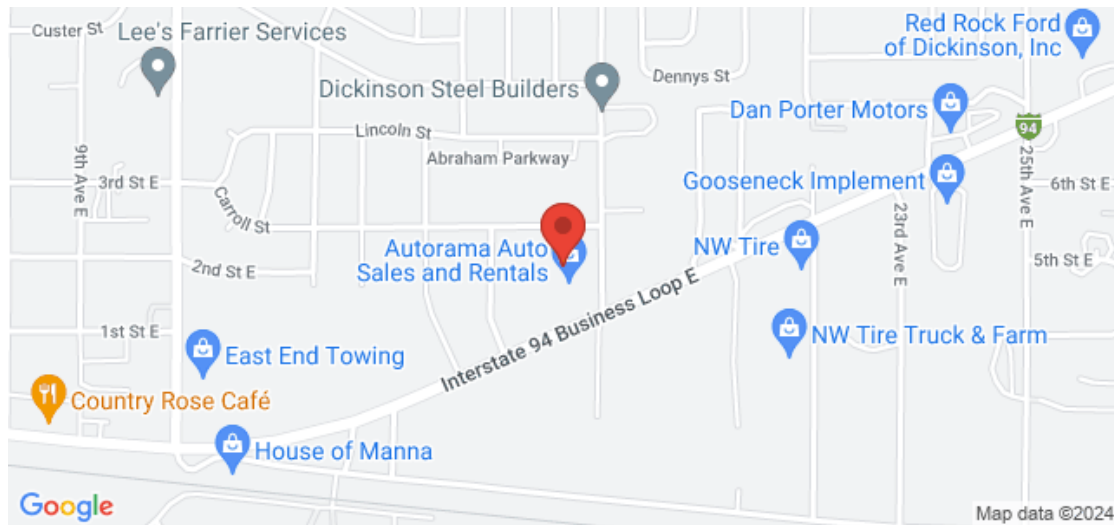 Custer St
Lee's Farrier Services
Red Rock Ford
of Dickinson, Inc
Dennys St
Dickinson Steel Builders
Dan Porter Motors
94
Lincoln St
Abraham Parkway
9th Ave E
25th Ave E
3rd St E
Gooseneck Implement
6th St E
Carroll St
23rd Ave E
Autorama Auto
Sales and Rentals
NW Tire
2nd St E
5th St E
Interstate 94 Business Loop E
1st St E
NW Tire Truck & Farm
East End Towing
Country Rose Café
House of Manna
Google
Map data ©2024